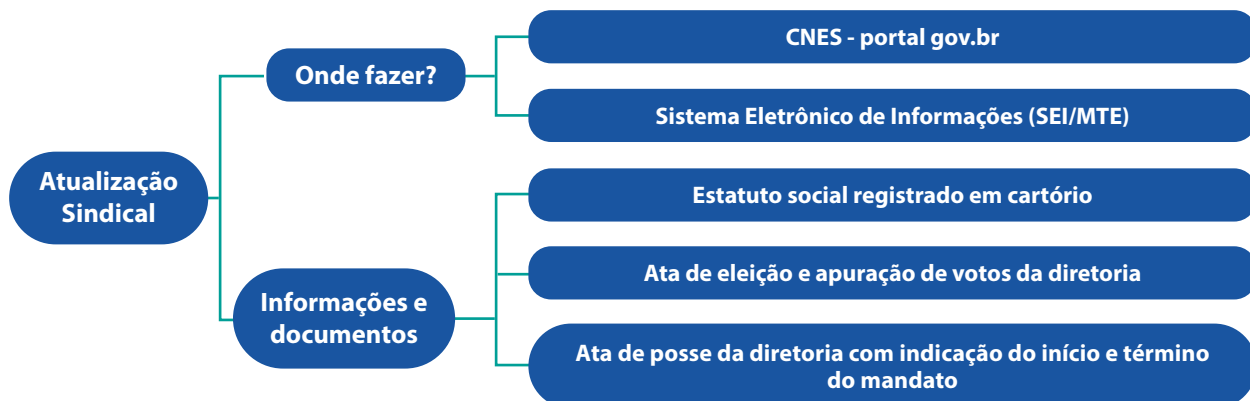 Atualização
Sindical
Onde fazer?
CNES - portal gov.br
Sistema Eletrônico de Informações (SEI/MTE)
Informações e
documentos
Estatuto social registrado em cartório
Ata de eleição e apuração de votos da diretoria
Ata de posse da diretoria com indicação do início e término
do mandato